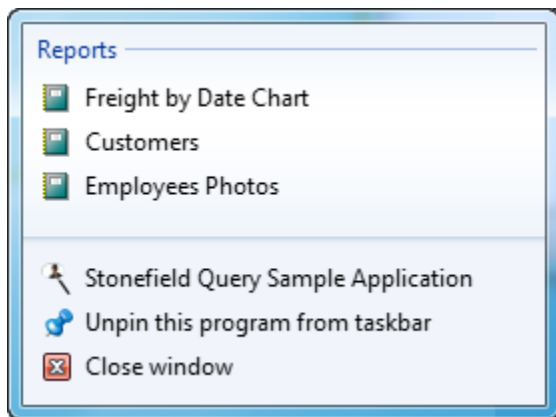 Reports
Freight by Date Chart
Customers
Employees Photos
Stonefield Query Sample Application
Unpin this program from taskbar
Close window